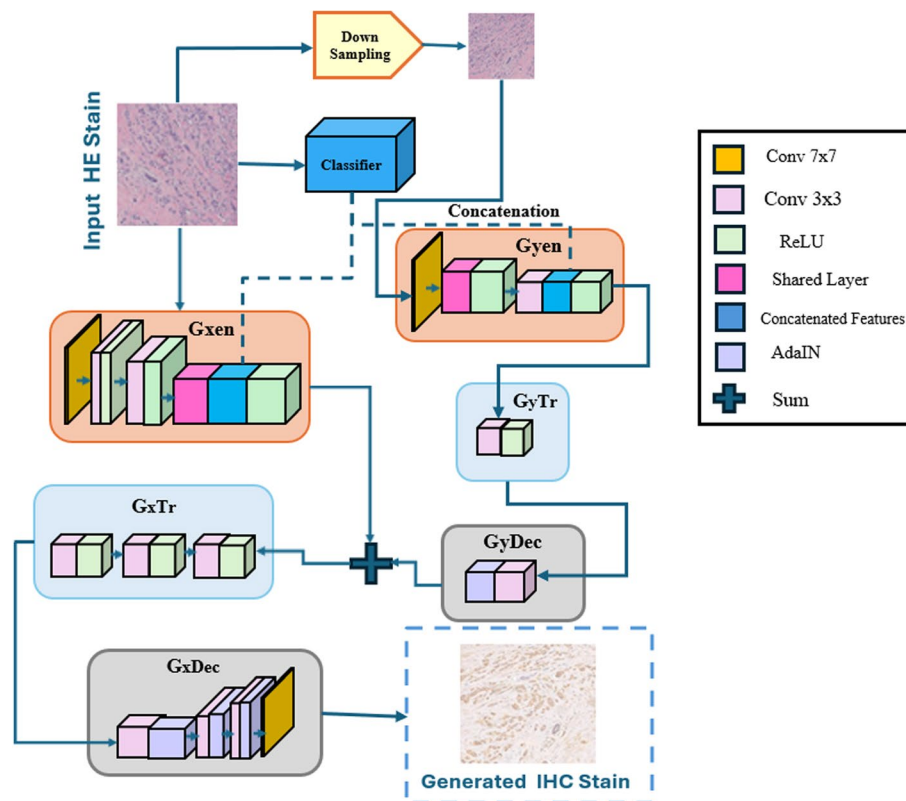 Down
Sampling
Input HE Stain
Classifier
Concatenation
Gyen
Gxen
GyTr
GxTr
GyDec
GxDec
Generated IHC Stain
Conv 7x7
Conv 3x3
ReLU
Shared Layer
Concatenated Features
AdaIN
Sum